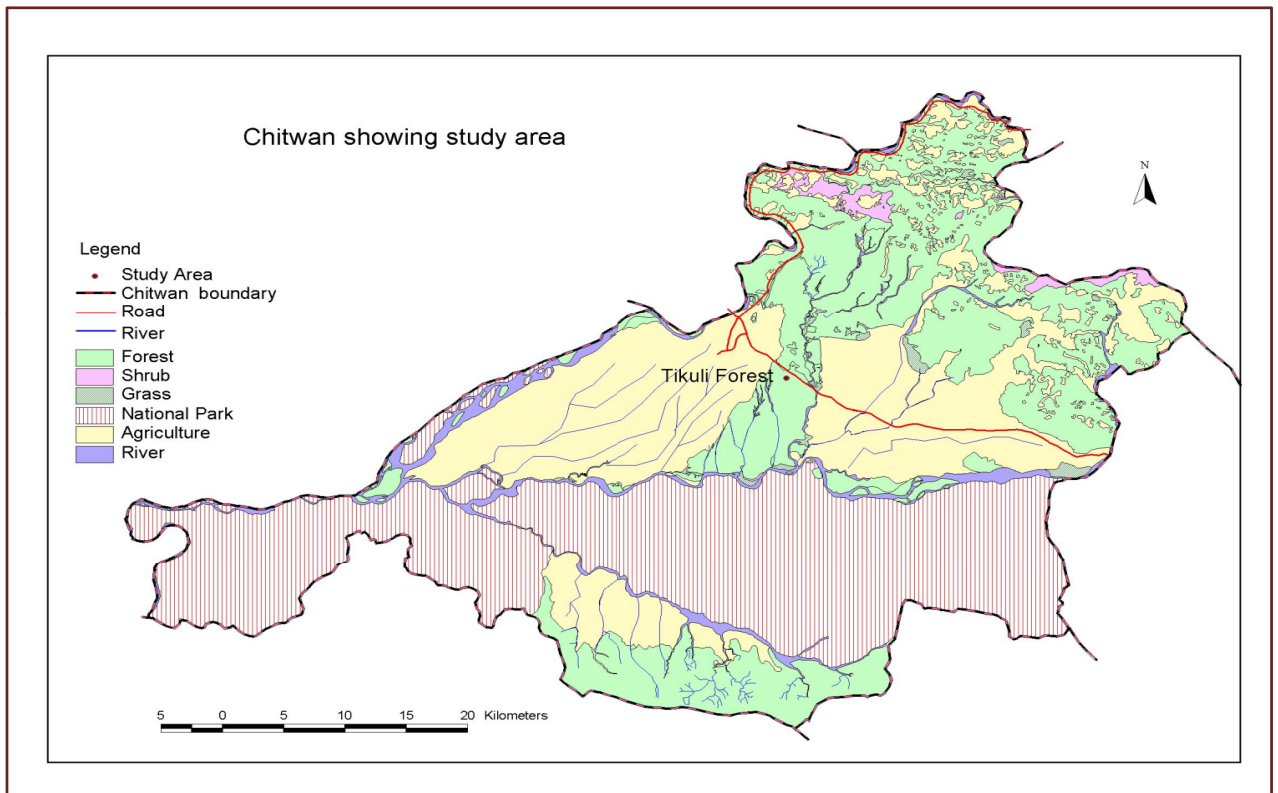 Chitwan showing study area
N
Legend
Study Area
Chitwan boundary
Road
River
Forest
Shrub
Grass
National Park
Agriculture
River
Tikuli Forest
5 0 5 10 15 20 Kilometers